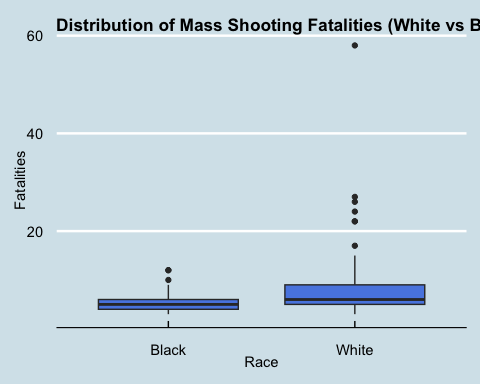 Distribution of Mass Shooting Fatalities (White vs B
60
40
20
Fatalities
Black
White
Race